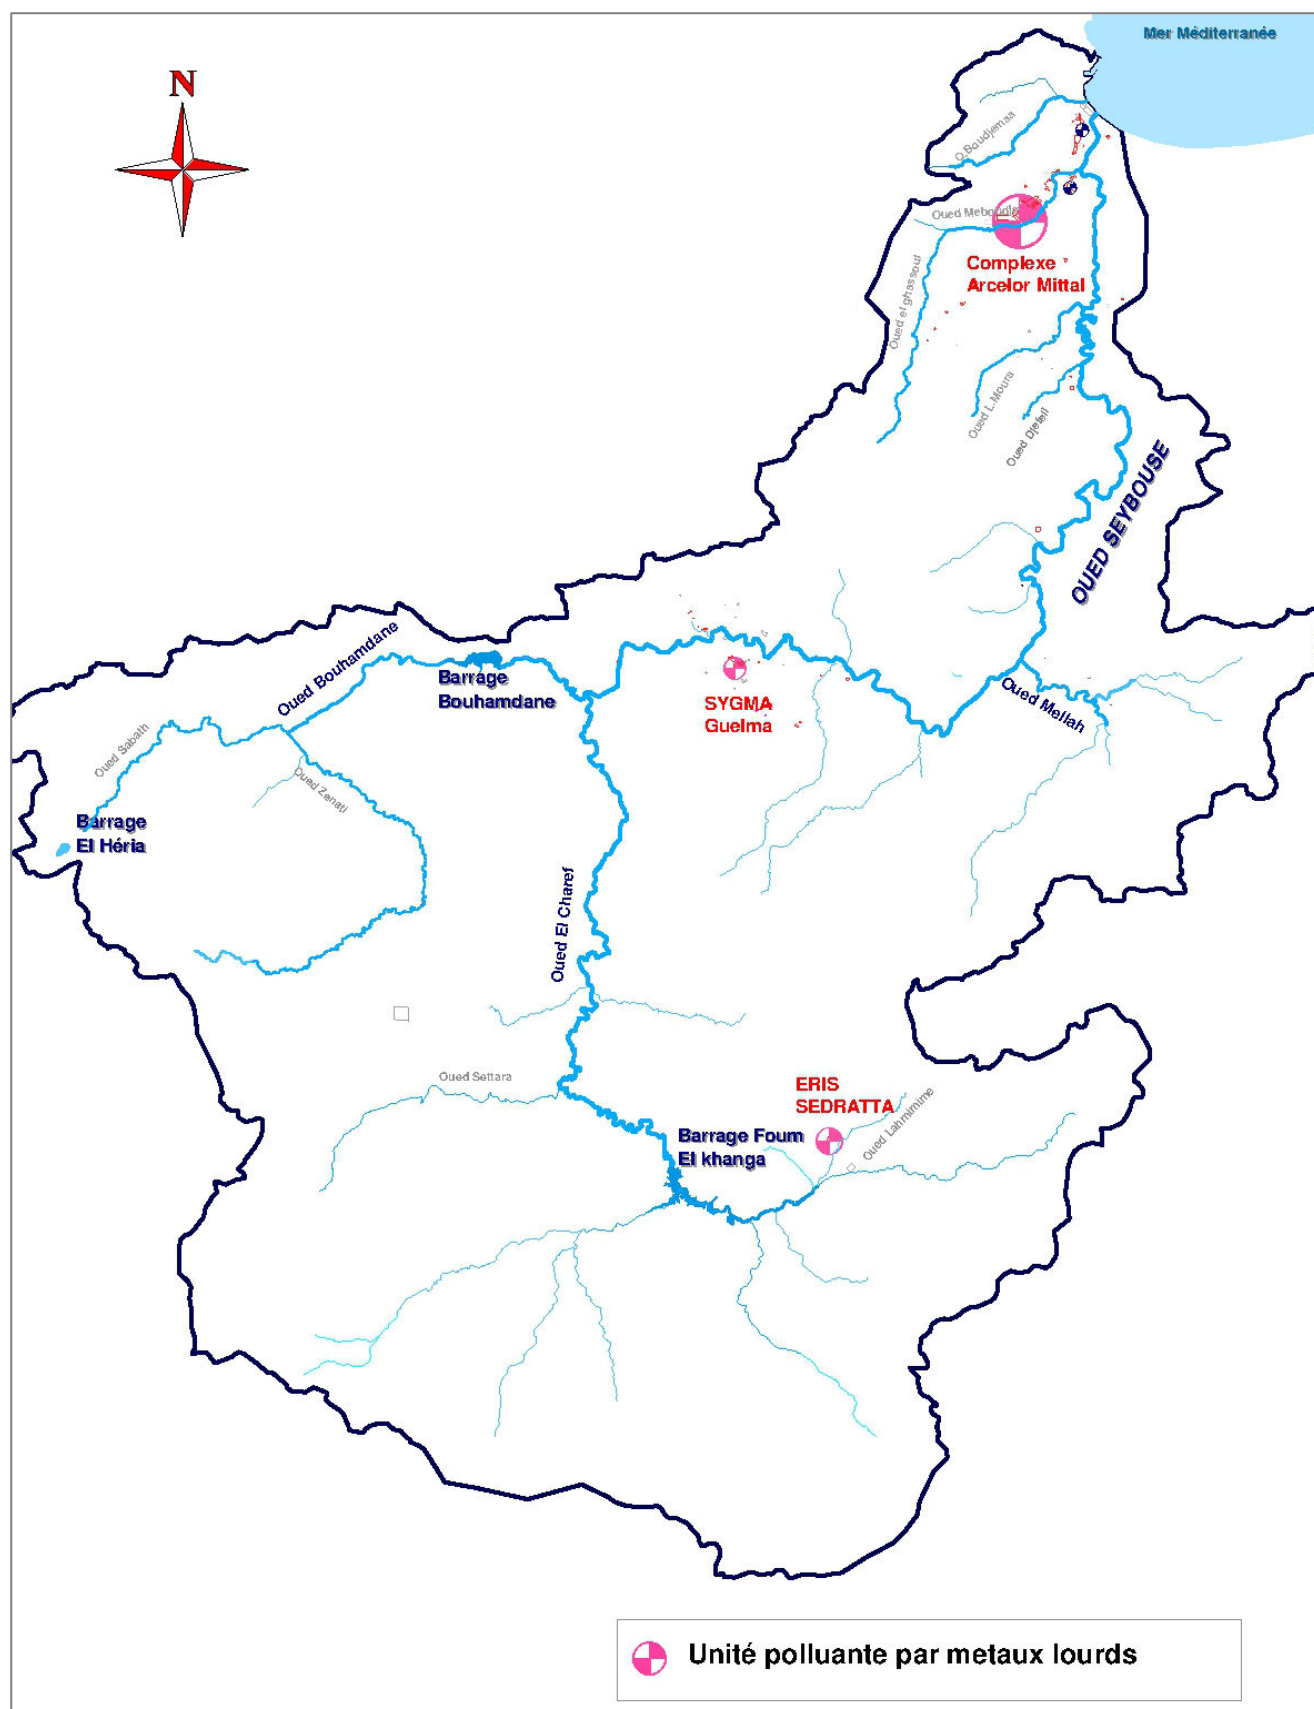 Mer Méditerranée
N
O.Boudjemaa
Oued Meboudja
Complexe
Arcelor Mittal
Oued el ghassoul
Oued L.Moura
Oued Djefell
OUED SEYBOUSE
Oued Bouhamdane
Barrage
Bouhamdane
SYGMA
Guelma
Oued Mellah
Oued Sabath
Oued Zenati
Barrage
El Héria
Oued El Charef
Oued Settara
ERIS
SEDRATTA
Oued Lahmimime
Barrage Foum
El khanga
Unité polluante par metaux lourds